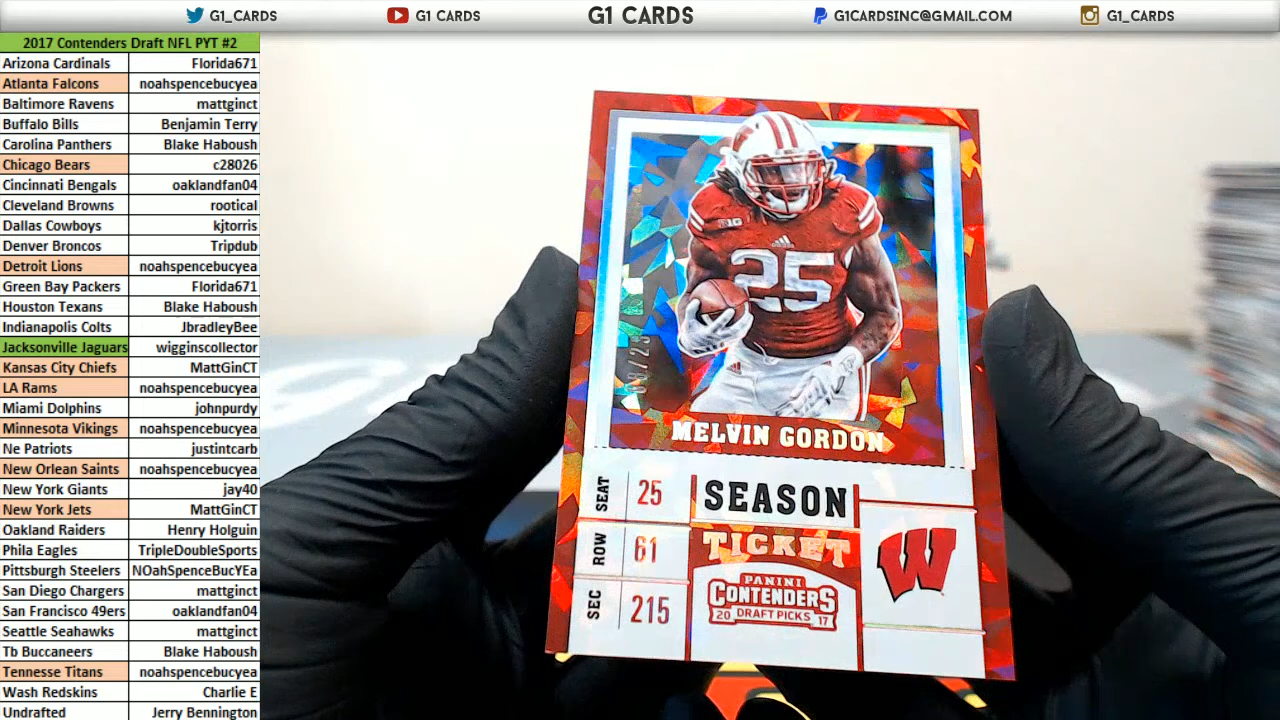 G1_CARDS
G1 CARDS
G1 CARDS
G1CARDSINC@GMAIL.COM
G1_CARDS
2017 Contenders Draft NFL PYT #2
Arizona Cardinals Florida671
Atlanta Falcons noahspencebucyea
Baltimore Ravens mattginct
Buffalo Bills Benjamin Terry
Carolina Panthers Blake Haboush
Chicago Bears c28026
Cincinnati Bengals oaklandfan04
Cleveland Browns rootical
Dallas Cowboys kjtorris
Denver Broncos Tripdub
Detroit Lions noahspencebucyea
Green Bay Packers Florida671
Houston Texans Blake Haboush
Indianapolis Colts JbradleyBee
Jacksonville Jaguars wigginscollector
Kansas City Chiefs MattGinCT
LA Rams noahspencebucyea
Miami Dolphins johnpurdy
Minnesota Vikings noahspencebucyea
Ne Patriots justintcarb
New Orlean Saints noahspencebucyea
New York Giants jay40
New York Jets MattGinCT
Oakland Raiders Henry Holguin
Phila Eagles TripleDoubleSports
Pittsburgh Steelers NOahSpenceBucYEa
San Diego Chargers mattginct
San Francisco 49ers oaklandfan04
Seattle Seahawks mattginct
Tb Buccaneers Blake Haboush
Tennesse Titans noahspencebucyea
Wash Redskins Charlie E
Undrafted Jerry Bennington
B1G
adidas
25
MELVIN GORDON
SEAT 25
ROW 61
SEC 215
SEASON
TICKET
PANINI
CONTENDERS
20 DRAFT PICKS 17
W